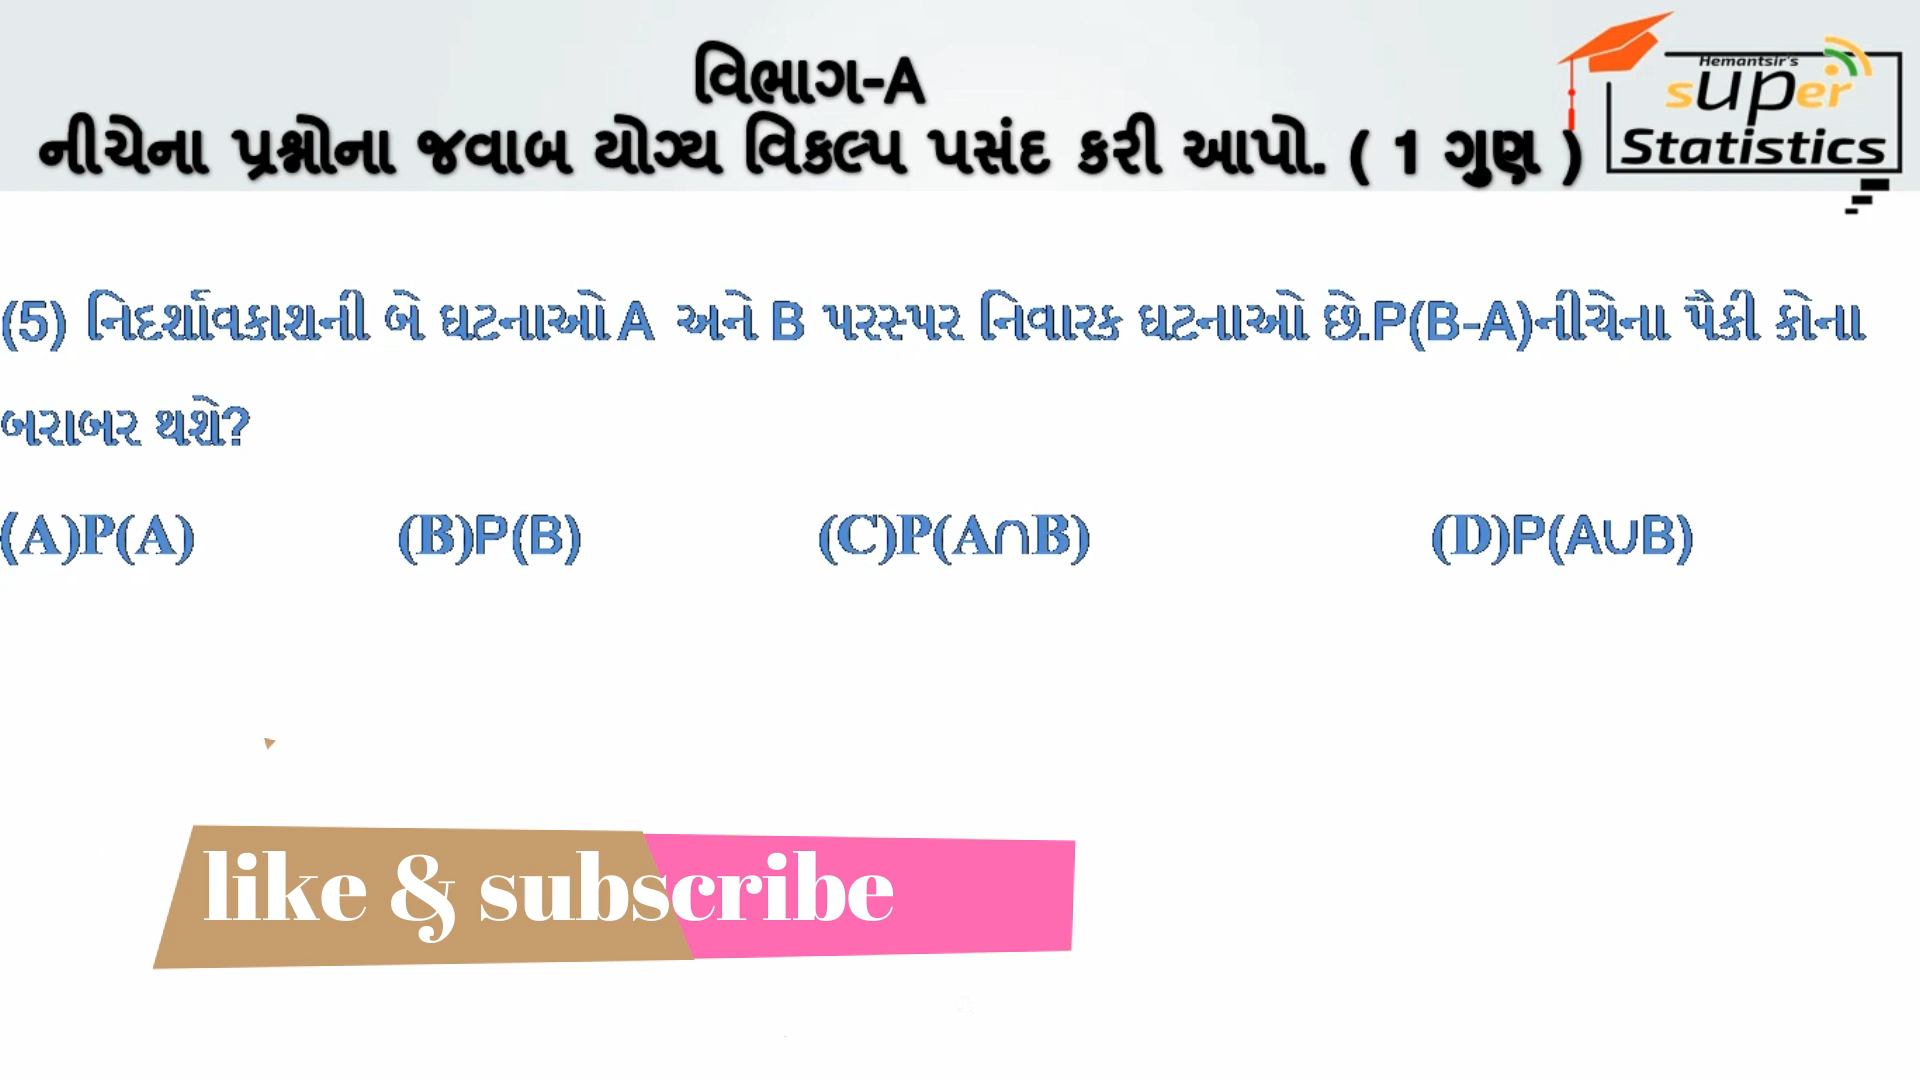 વિભાગ-A
નીચેના પ્રશ્નોના જવાબ યોગ્ય વિકલ્પ પસંદ કરી આપો. ( 1 ગુણ )
Hemantsir's
super
Statistics
(5) નિદર્શાવકાશની બે ઘટનાઓ A અને B પરસ્પર નિવારક ઘટનાઓ છે.P(B-A)નીચેના પૈકી કોના
બરાબર થશે?
(A)P(A) (B)P(B) (C)P(A∩B) (D)P(A∪B)
like & subscribe